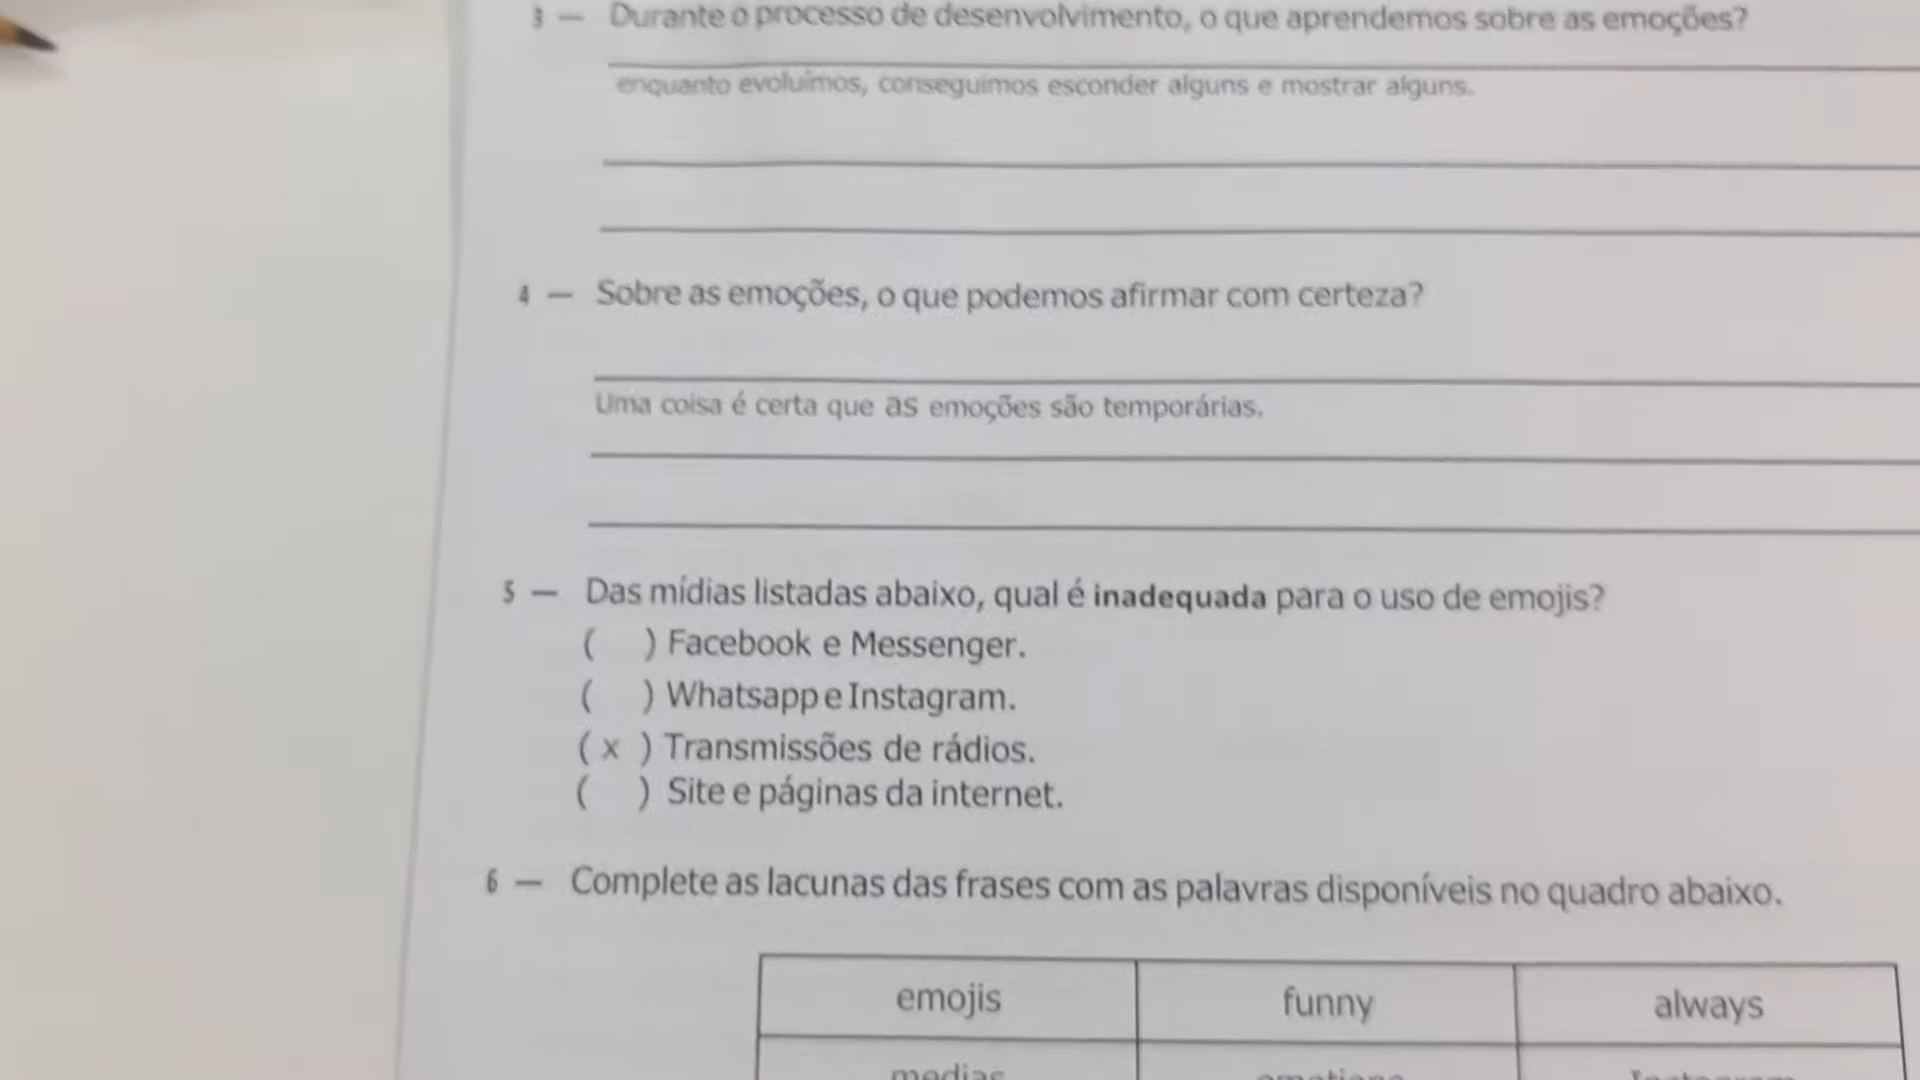 3 — Durante o processo de desenvolvimento, o que aprendemos sobre as emoções?
enquanto evoluímos, conseguimos esconder alguns e mostrar alguns.
4 — Sobre as emoções, o que podemos afirmar com certeza?
Uma coisa é certa que as emoções são temporárias.
5 — Das mídias listadas abaixo, qual é inadequada para o uso de emojis?
( ) Facebook e Messenger.
( ) Whatsapp e Instagram.
( x ) Transmissões de rádios.
( ) Site e páginas da internet.
6 — Complete as lacunas das frases com as palavras disponíveis no quadro abaixo.
emojis funny always
medias emotions Instagram